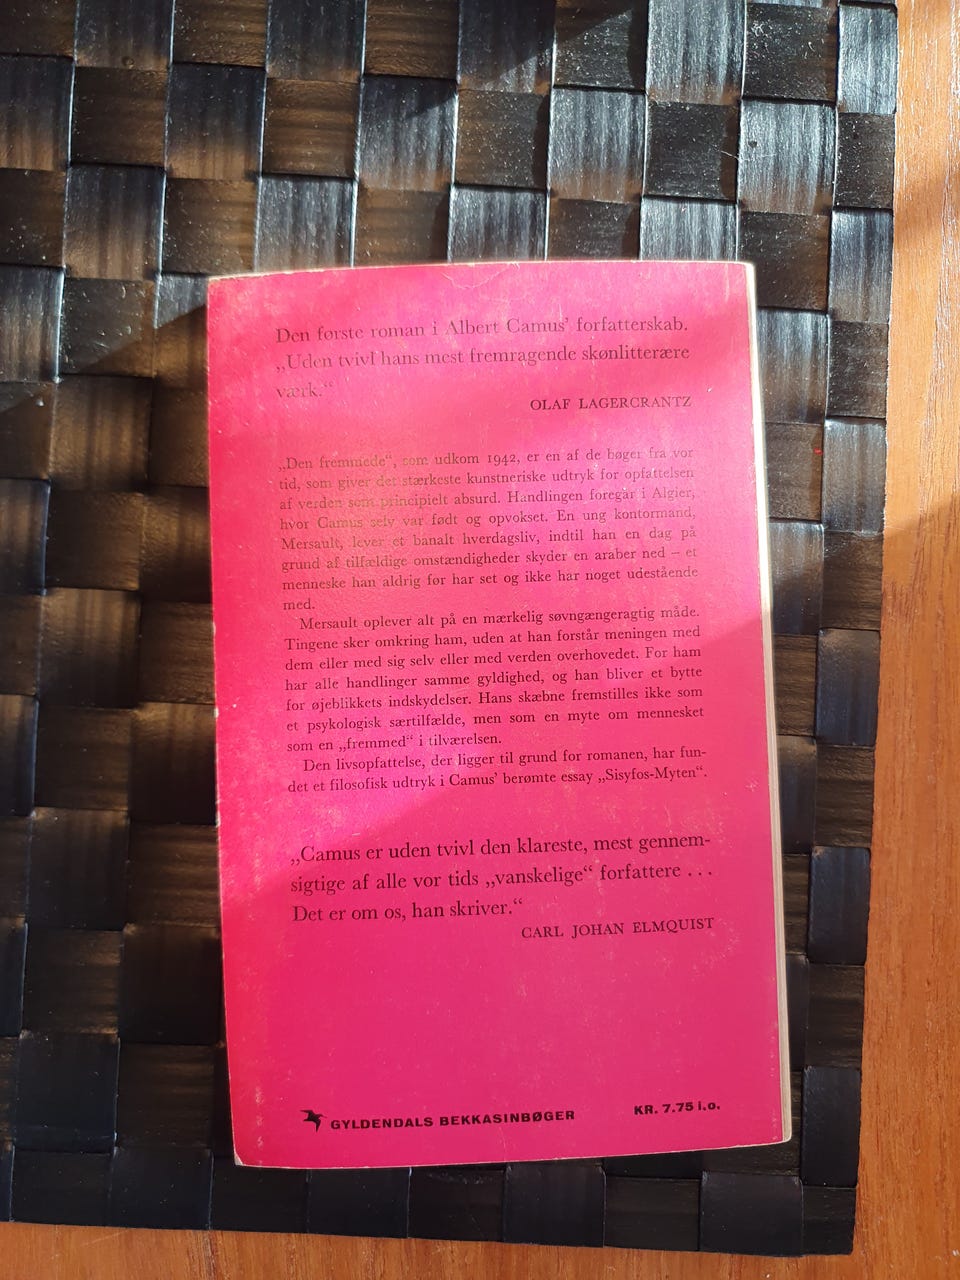 Den første roman i Albert Camus' forfatterskab.
„Uden tvivl hans mest fremragende skønlitterære
værk.“
OLAF LAGERCRANTZ
„Den fremmede“, som udkom 1942, er en af de bøger fra vor
tid, som giver det stærkeste kunstneriske udtryk for opfattelsen
af verden som principielt absurd. Handlingen foregår i Algier,
hvor Camus selv var født og opvokset. En ung kontormand,
Mersault, lever et banalt hverdagsliv, indtil han en dag på
grund af tilfældige omstændigheder skyder en araber ned – et
menneske han aldrig før har set og ikke har noget udestående
med.
Mersault oplever alt på en mærkelig søvngængeragtig måde.
Tingene sker omkring ham, uden at han forstår meningen med
dem eller med sig selv eller med verden overhovedet. For ham
har alle handlinger samme gyldighed, og han bliver et bytte
for øjeblikkets indskydelser. Hans skæbne fremstilles ikke som
et psykologisk særtilfælde, men som en myte om mennesket
som en „fremmed“ i tilværelsen.
Den livsopfattelse, der ligger til grund for romanen, har fun-
det et filosofisk udtryk i Camus' berømte essay „Sisyfos-Myten“.
„Camus er uden tvivl den klareste, mest gennem-
sigtige af alle vor tids „vanskelige“ forfattere . . .
Det er om os, han skriver.“
CARL JOHAN ELMQUIST
GYLDENDALS BEKKASINBØGER KR. 7.75 i.o.